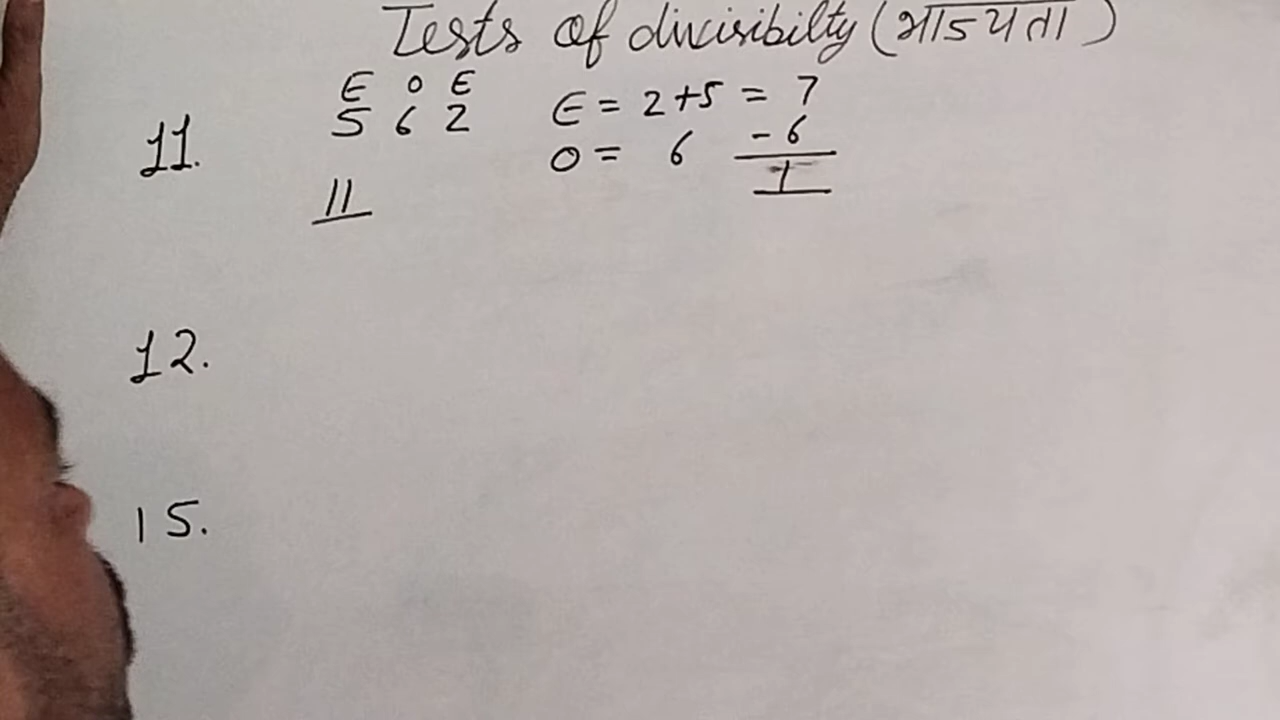 Tests of divisibilty (भाज्यता)
E O E
11. 5 6 2 E = 2+5 = 7
O = 6 - 6
11 1
12.
15.